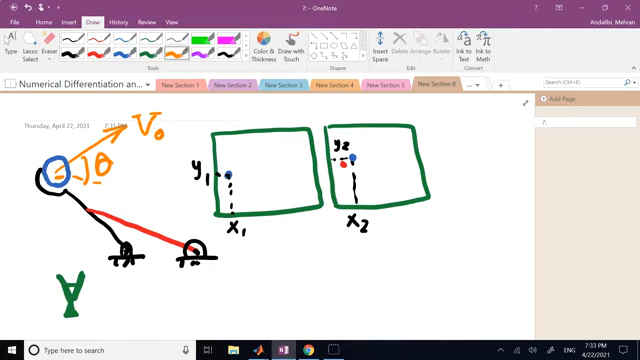 7: - OneNote
Andalibi, Mehran
File Home Insert Draw History Review View Help
Type
Lasso Select
Eraser
Tools
Color & Thickness
Draw with Touch
Shapes
Insert Space
Delete
Arrange
Rotate
Edit
Ink to Text
Ink to Math
Convert
Numerical Differentiation an
New Section 1
New Section 2
New Section 3
New Section 4
New Section 5
New Section 8
Search (Ctrl+E)
Add Page
7:
Thursday, April 22, 2021
V₀
θ
y₁
x₁
y₂
x₂
Type here to search
ENG
7:33 PM
4/22/2021